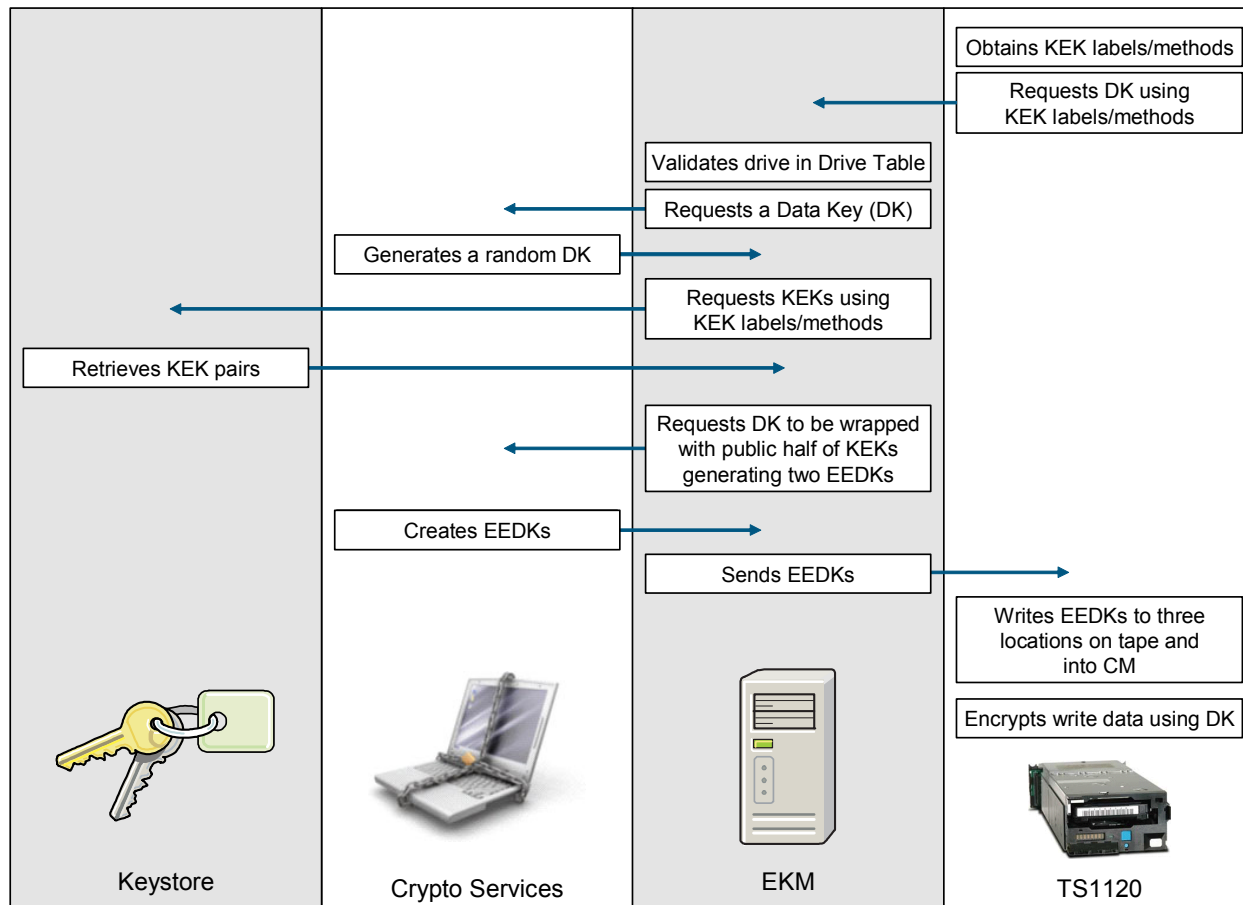 Obtains KEK labels/methods
Requests DK using
KEK labels/methods
Validates drive in Drive Table
Requests a Data Key (DK)
Generates a random DK
Requests KEKs using
KEK labels/methods
Retrieves KEK pairs
Requests DK to be wrapped
with public half of KEKs
generating two EEDKs
Creates EEDKs
Sends EEDKs
Writes EEDKs to three
locations on tape and
into CM
Encrypts write data using DK
Keystore
Crypto Services
EKM
TS1120